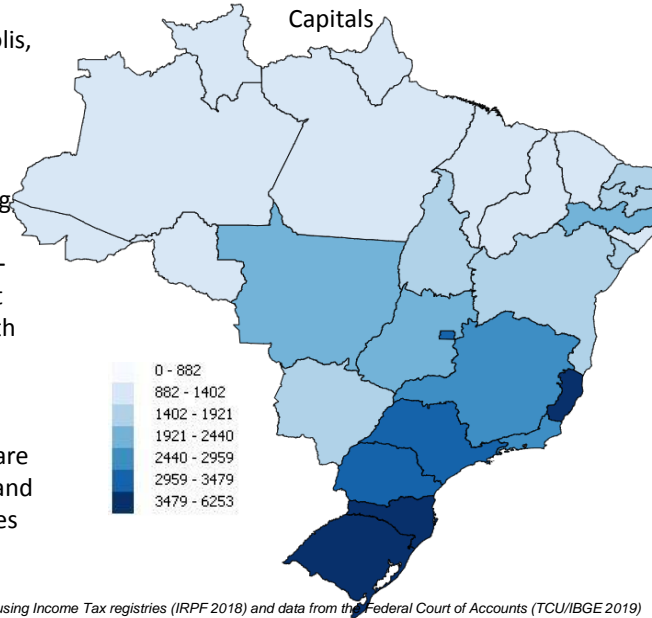 Capitals
olis,
g
-
t
th
0 - 882
882 - 1402
1402 - 1921
1921 - 2440
2440 - 2959
2959 - 3479
3479 - 6253
are
and
es
using Income Tax registries (IRPF 2018) and data from the Federal Court of Accounts (TCU/IBGE 2019)